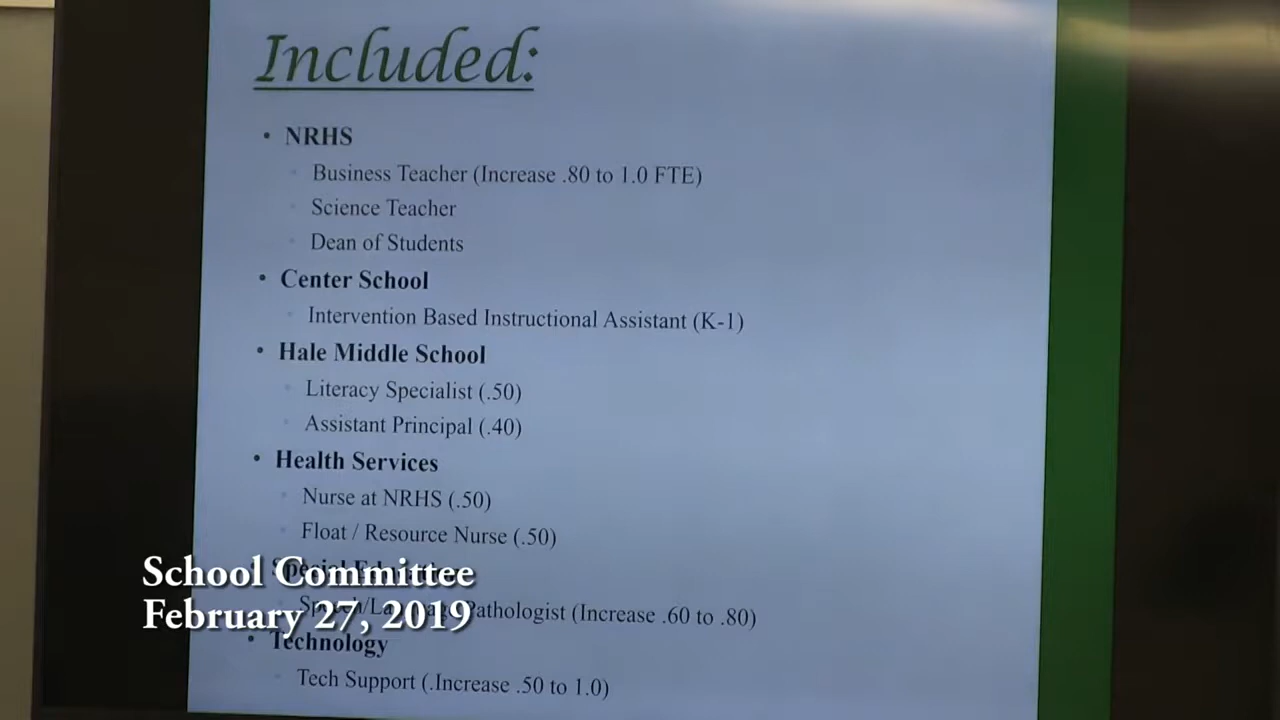 Included:
• NRHS
Business Teacher (Increase .80 to 1.0 FTE)
Science Teacher
Dean of Students
• Center School
Intervention Based Instructional Assistant (K-1)
• Hale Middle School
Literacy Specialist (.50)
Assistant Principal (.40)
• Health Services
Nurse at NRHS (.50)
Float / Resource Nurse (.50)
School Committee
February 27, 2019
Pathologist (Increase .60 to .80)
• Technology
Tech Support (.Increase .50 to 1.0)